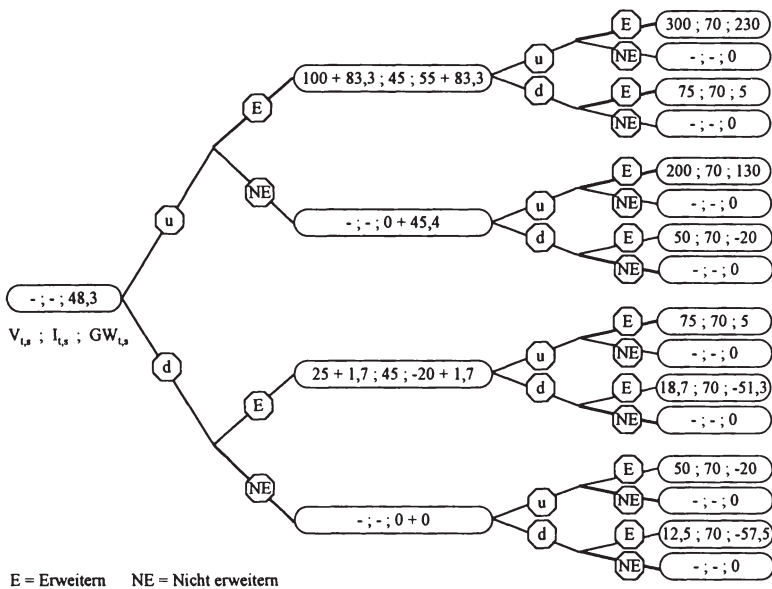 E
300 ; 70 ; 230
u
NE
- ; - ; 0
100 + 83,3 ; 45 ; 55 + 83,3
d
E
75 ; 70 ; 5
NE
- ; - ; 0
E
u
NE
E
200 ; 70 ; 130
u
NE
- ; - ; 0
- ; - ; 0 + 45,4
d
E
50 ; 70 ; -20
NE
- ; - ; 0
- ; - ; 48,3
V t,s ; I t,s ; GW t,s
E
75 ; 70 ; 5
u
NE
- ; - ; 0
25 + 1,7 ; 45 ; -20 + 1,7
d
E
18,7 ; 70 ; -51,3
NE
- ; - ; 0
d
E
NE
E
50 ; 70 ; -20
u
NE
- ; - ; 0
- ; - ; 0 + 0
d
E
12,5 ; 70 ; -57,5
NE
- ; - ; 0
E = Erweitern NE = Nicht erweitern